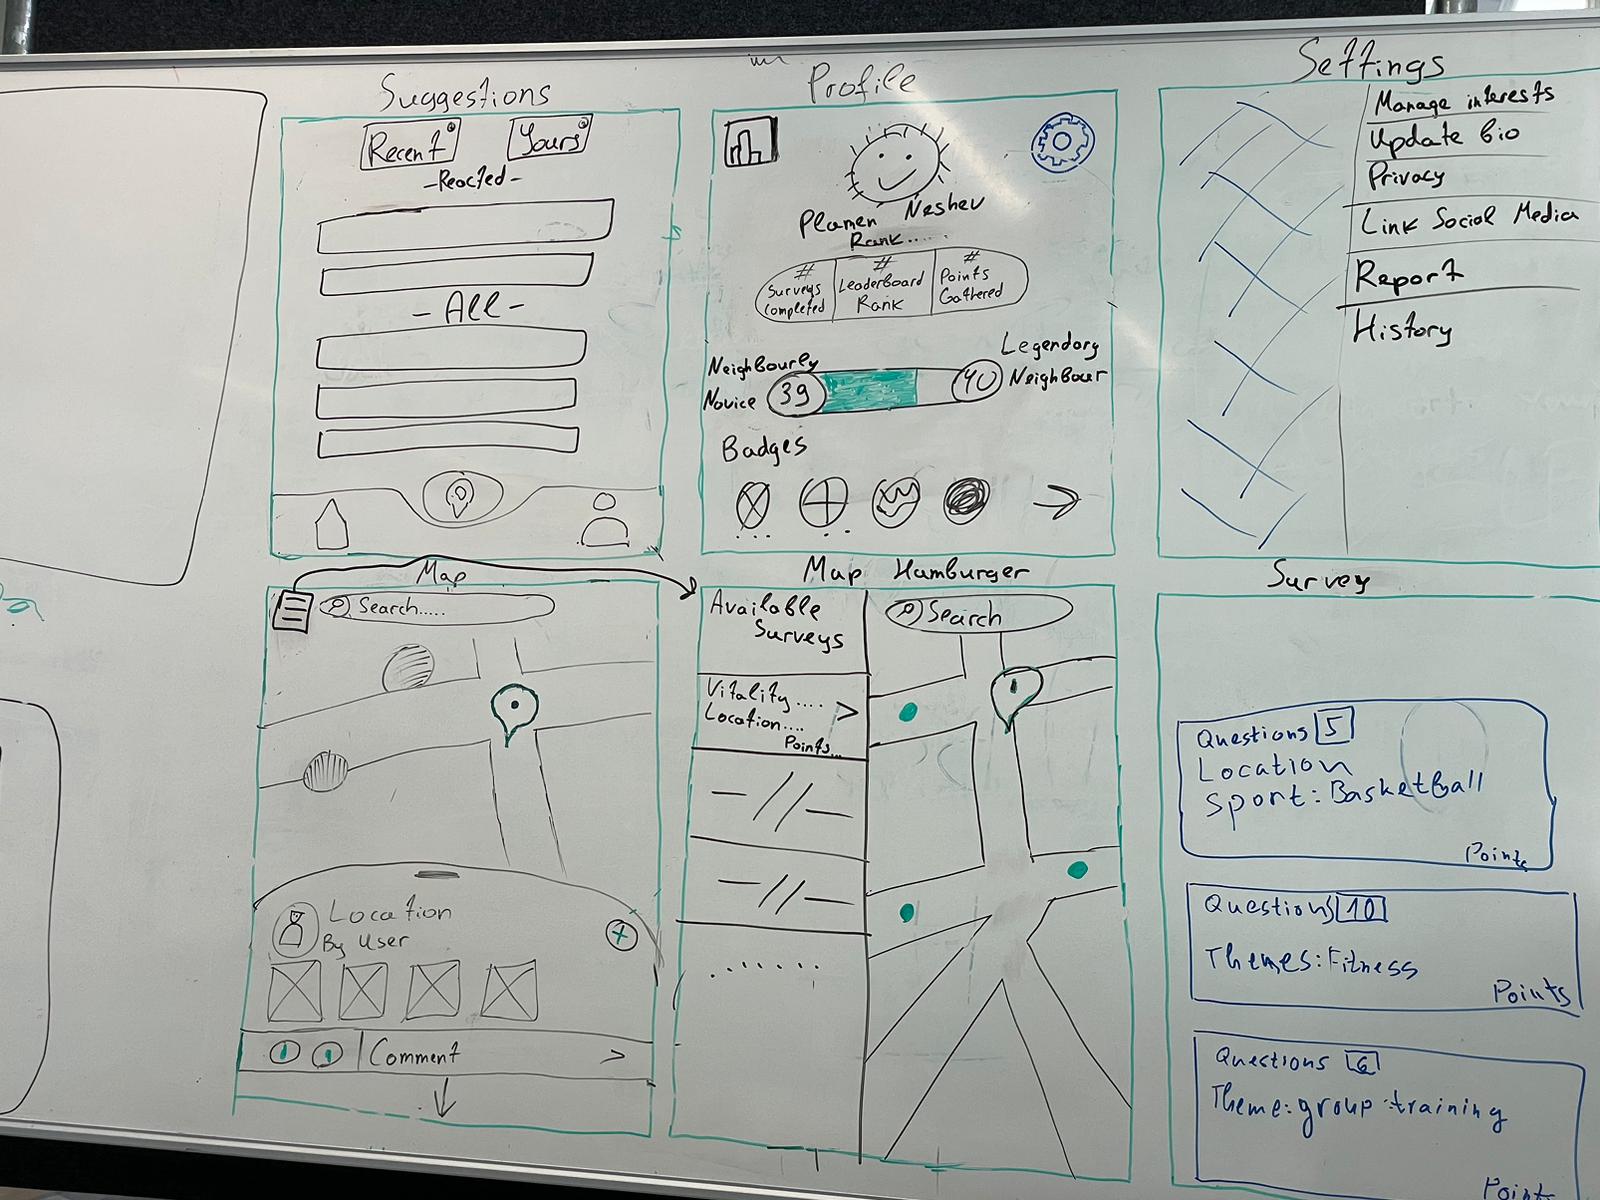 Suggestions
Recent
Yours
-Reacted-
-All-
Profile
Plamen Neshev
Rank.....
# Surveys completed
# Leaderboard Rank
# Points Gathered
Neighbourly Novice
39
40
Legendary Neighbour
Badges
Settings
Manage interests
Update bio
Privacy
Link Social Media
Report
History
Map
Search.....
Location
By User
Comment
Map Hamburger
Available
Surveys
Search
Vitality....
Location....
Points...
Survey
Questions 5
Location
Sport: Basketball
Points
Questions 10
Themes: Fitness
Points
Questions 6
Theme: group training
Points